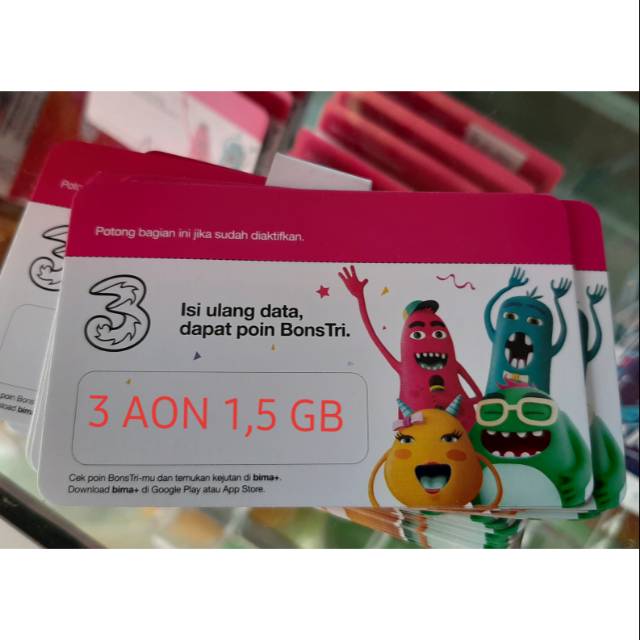 Potong bagian ini jika sudah diaktifkan.
3
Isi ulang data,
dapat poin BonsTri.
3 AON 1,5 GB
Cek poin BonsTri-mu dan temukan kejutan di bima+.
Download bima+ di Google Play atau App Store.